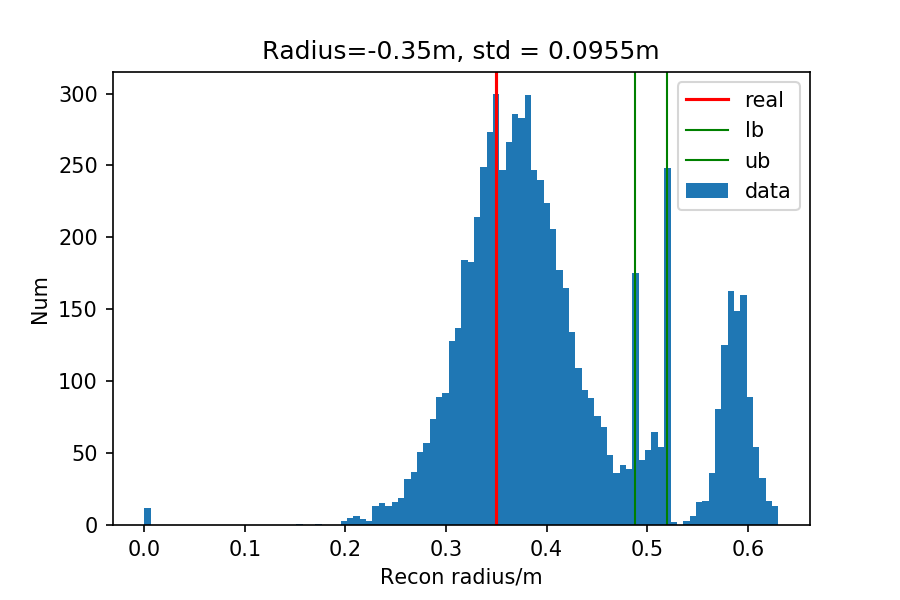 Radius=-0.35m, std = 0.0955m
300
250
200
150
100
50
0
Num
real
lb
ub
data
0.0 0.1 0.2 0.3 0.4 0.5 0.6
Recon radius/m